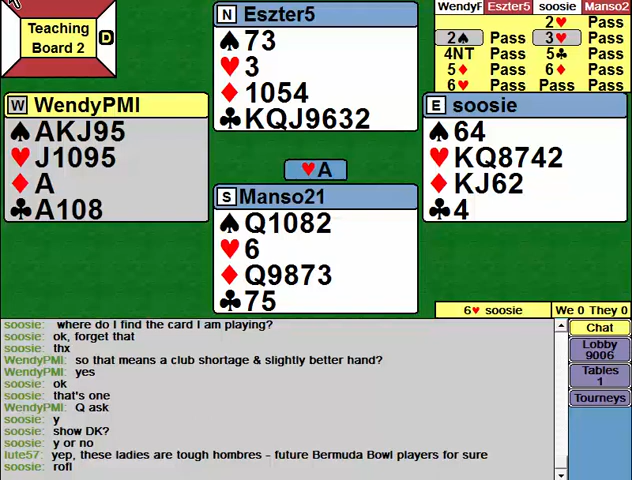 Teaching
Board 2
D
N Eszter5
♠73
♥3
♦1054
♣KQJ9632
WendyF Eszter5 soosie Manso2
2♥ Pass
2♠ Pass 3♥ Pass
4NT Pass 5♣ Pass
5♦ Pass 6♦ Pass
6♥ Pass Pass Pass
W WendyPMI
♠AKJ95
♥J1095
♦A
♣A108
♥A
E soosie
♠64
♥KQ8742
♦KJ62
♣4
S Manso21
♠Q1082
♥6
♦Q9873
♣75
6♥ soosie
We 0 They 0
soosie: where do I find the card I am playing?
soosie: ok, forget that
soosie: thx
WendyPMI: so that means a club shortage & slightly better hand?
WendyPMI: yes
soosie: ok
soosie: that's one
WendyPMI: Q ask
soosie: y
soosie: show DK?
soosie: y or no
lute57: yep, these ladies are tough hombres - future Bermuda Bowl players for sure
soosie: rofl
Chat
Lobby
9006
Tables
1
Tourneys